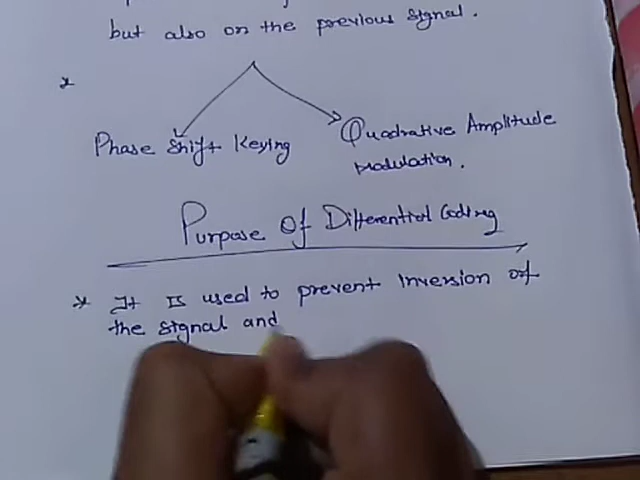 but also on the previous signal.
*
Phase Shift Keying
Quadrative Amplitude
Modulation.
Purpose Of Differential Coding
* It Is used to prevent Inversion of
the signal and